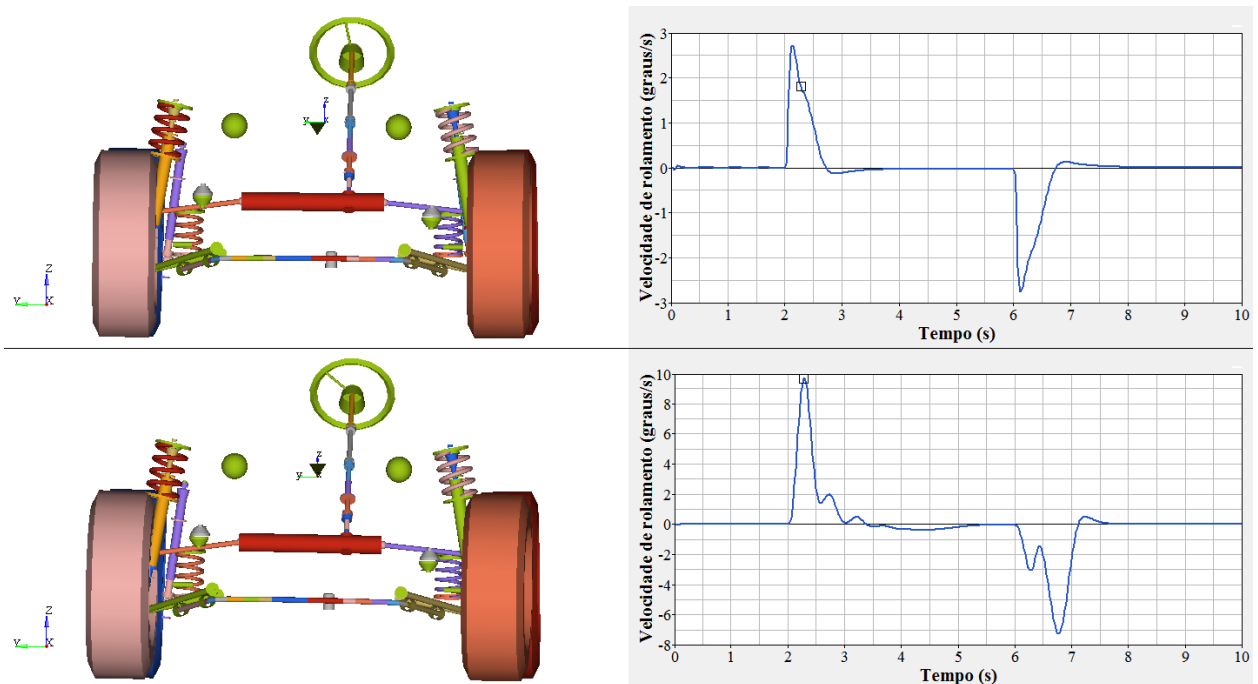 Velocidade de rolamento (graus/s)
3
2
1
0
-1
-2
-3
0 1 2 3 4 5 6 7 8 9 10
Tempo (s)
z
y x
Z
Y X
Velocidade de rolamento (graus/s)
10
8
6
4
2
0
-2
-4
-6
-8
0 1 2 3 4 5 6 7 8 9 10
Tempo (s)
z
y x
Z
Y X